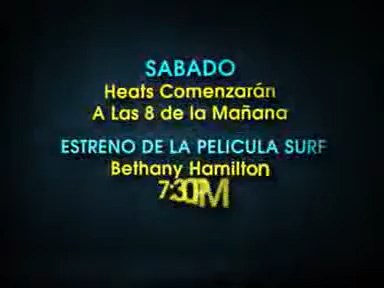 SABADO
Heats Comenzarán
A Las 8 de la Mañana
ESTRENO DE LA PELICULA SURF
Bethany Hamilton
7:30PM